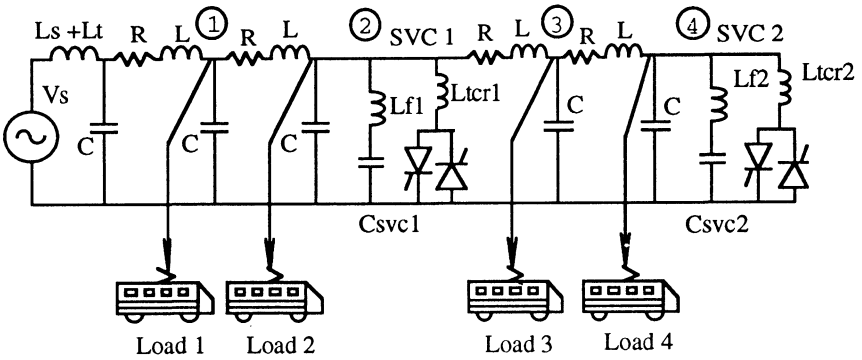 Ls +Lt R L 1 R L 2 SVC 1 R L 3 R L 4 SVC 2
Vs Lf1 Ltcr1 Lf2 Ltcr2
C C C C C
Csvc1 Csvc2
Load 1 Load 2 Load 3 Load 4